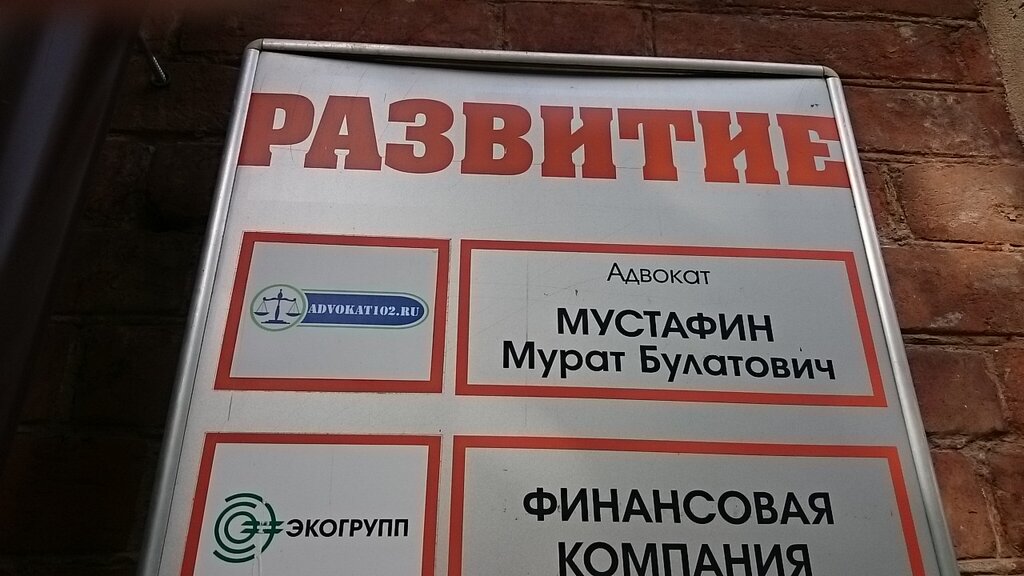 РАЗВИТИЕ
ADVOKAT102.RU
Адвокат
МУСТАФИН
Мурат Булатович
ЭКОГРУПП
ФИНАНСОВАЯ
КОМПАНИЯ